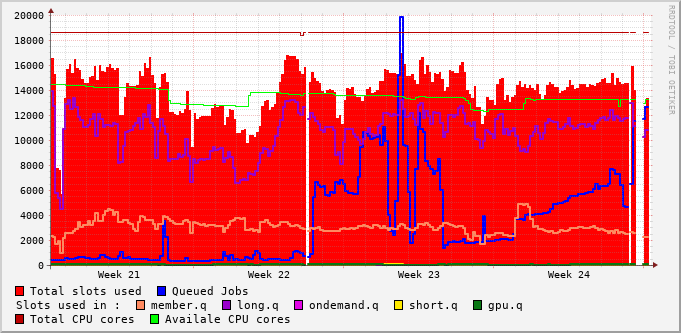 20000
18000
16000
14000
12000
10000
8000
6000
4000
2000
0
Week 21 Week 22 Week 23 Week 24
Total slots used Queued Jobs
Slots used in : member.q long.q ondemand.q short.q gpu.q
Total CPU cores Availale CPU cores
RRDTOOL / TOBI OETIKER